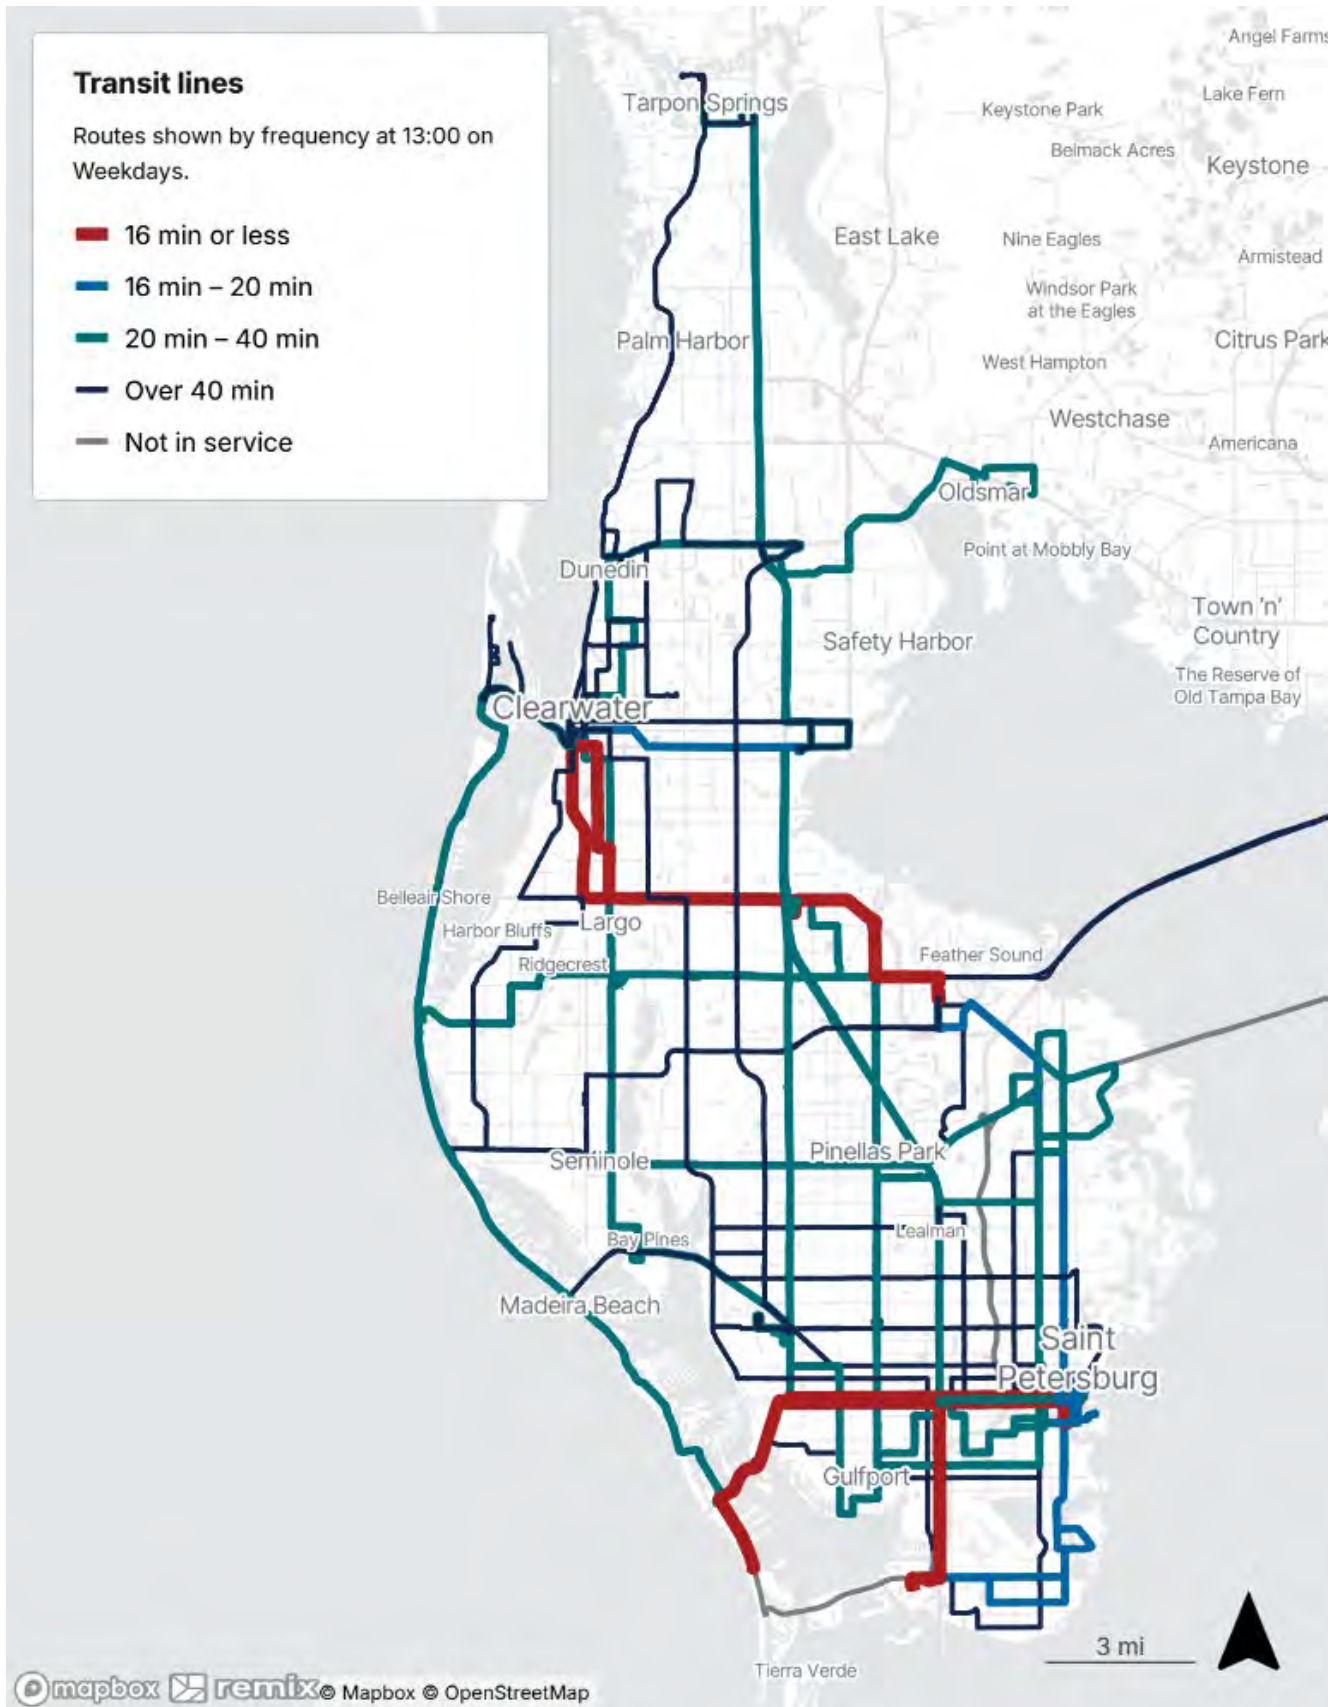 Transit lines
Routes shown by frequency at 13:00 on
Weekdays.
16 min or less
16 min – 20 min
20 min – 40 min
Over 40 min
Not in service
Angel Farms
Lake Fern
Tarpon Springs
Keystone Park
Belmack Acres
Keystone
East Lake
Nine Eagles
Armistead
Windsor Park
at the Eagles
Palm Harbor
Citrus Park
West Hampton
Westchase
Americana
Oldsmar
Point at Mobbly Bay
Dunedin
Town 'n'
Country
Safety Harbor
The Reserve of
Old Tampa Bay
Clearwater
Belleair Shore
Largo
Harbor Bluffs
Feather Sound
Ridgecrest
Pinellas Park
Seminole
Lealman
Bay Pines
Madeira Beach
Saint
Petersburg
Gulfport
3 mi
Tierra Verde
mapbox remix © Mapbox © OpenStreetMap